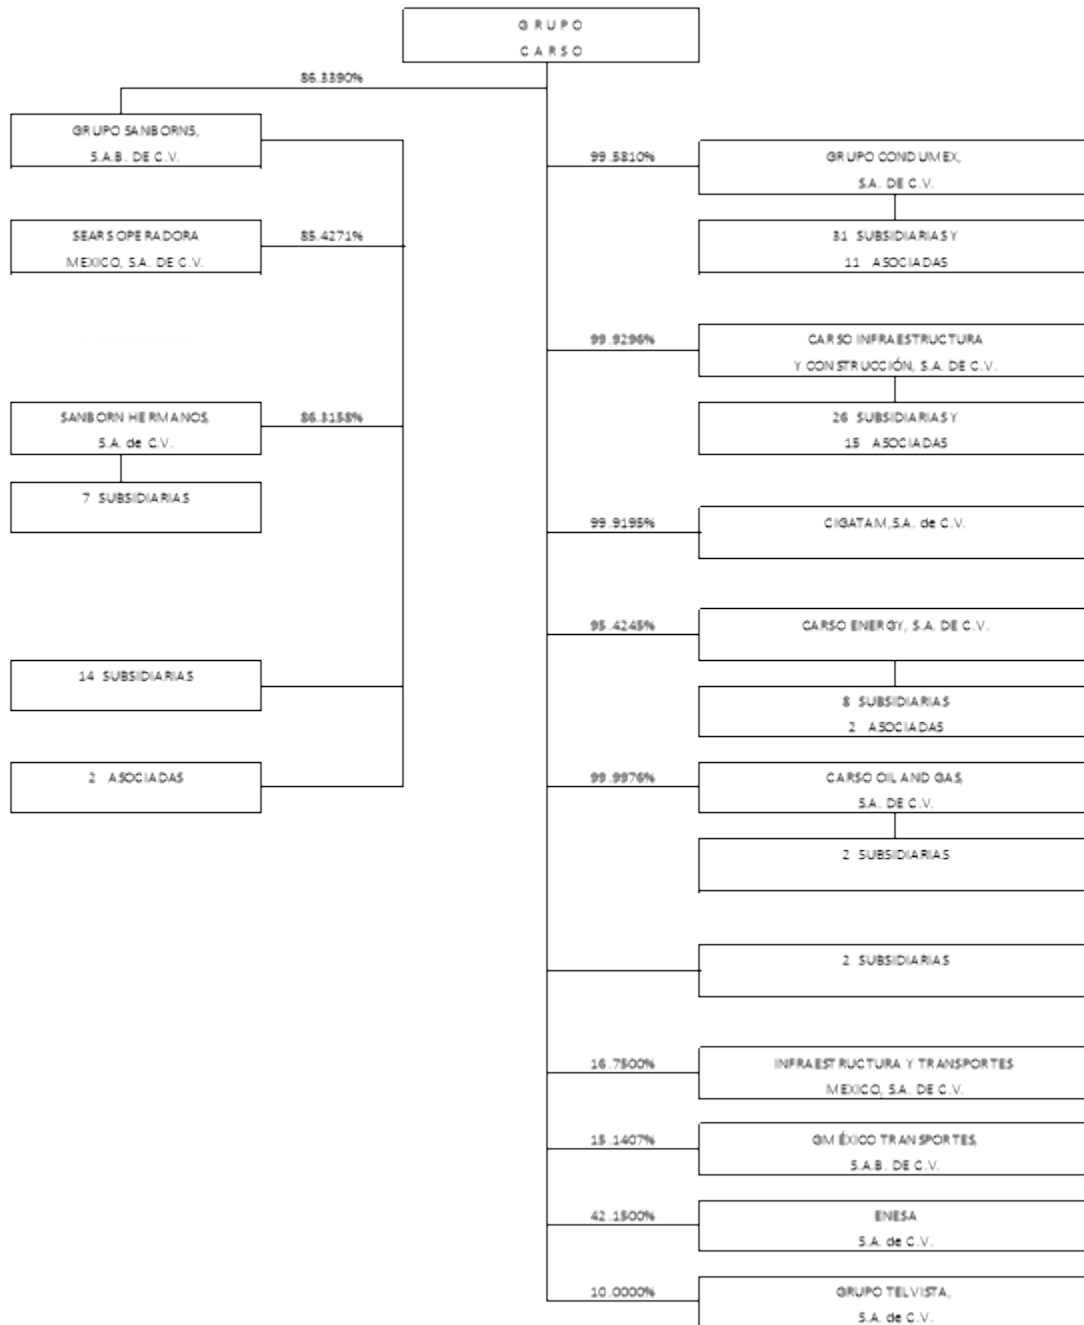 GRUPO
CARSO
86.3390%
GRUPO SANBORNS,
S.A.B. DE C.V.
SEARS OPERADORA
MEXICO, S.A. DE C.V.
85.4271%
SANBORN HERMANOS,
S.A. de C.V.
86.3158%
7 SUBSIDIARIAS
14 SUBSIDIARIAS
2 ASOCIADAS
99.5810%
GRUPO CONDUMEX,
S.A. DE C.V.
31 SUBSIDIARIAS Y
11 ASOCIADAS
99.9296%
CARSO INFRAESTRUCTURA
Y CONSTRUCCIÓN, S.A. DE C.V.
26 SUBSIDIARIAS Y
15 ASOCIADAS
99.9195%
CIGATAM,S.A. de C.V.
95.4245%
CARSO ENERGY, S.A. DE C.V.
8 SUBSIDIARIAS
2 ASOCIADAS
99.9976%
CARSO OIL AND GAS,
S.A. DE C.V.
2 SUBSIDIARIAS
2 SUBSIDIARIAS
16.7500%
INFRAESTRUCTURA Y TRANSPORTES
MEXICO, S.A. DE C.V.
15.1407%
GMÉXICO TRANSPORTES,
S.A.B. DE C.V.
42.1500%
ENESA
S.A. de C.V.
10.0000%
GRUPO TELVISTA,
S.A. de C.V.